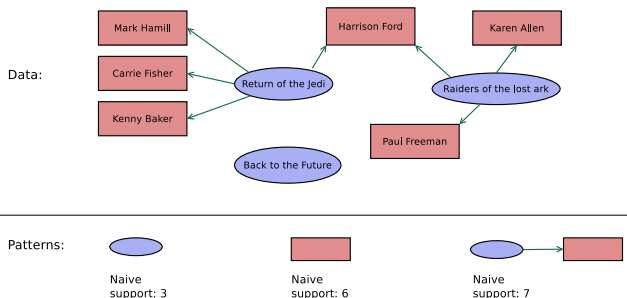 Data:
Mark Hamill
Harrison Ford
Karen Allen
Carrie Fisher
Return of the Jedi
Raiders of the lost ark
Kenny Baker
Paul Freeman
Back to the Future
Patterns:
Naive
support: 3
Naive
support: 6
Naive
support: 7